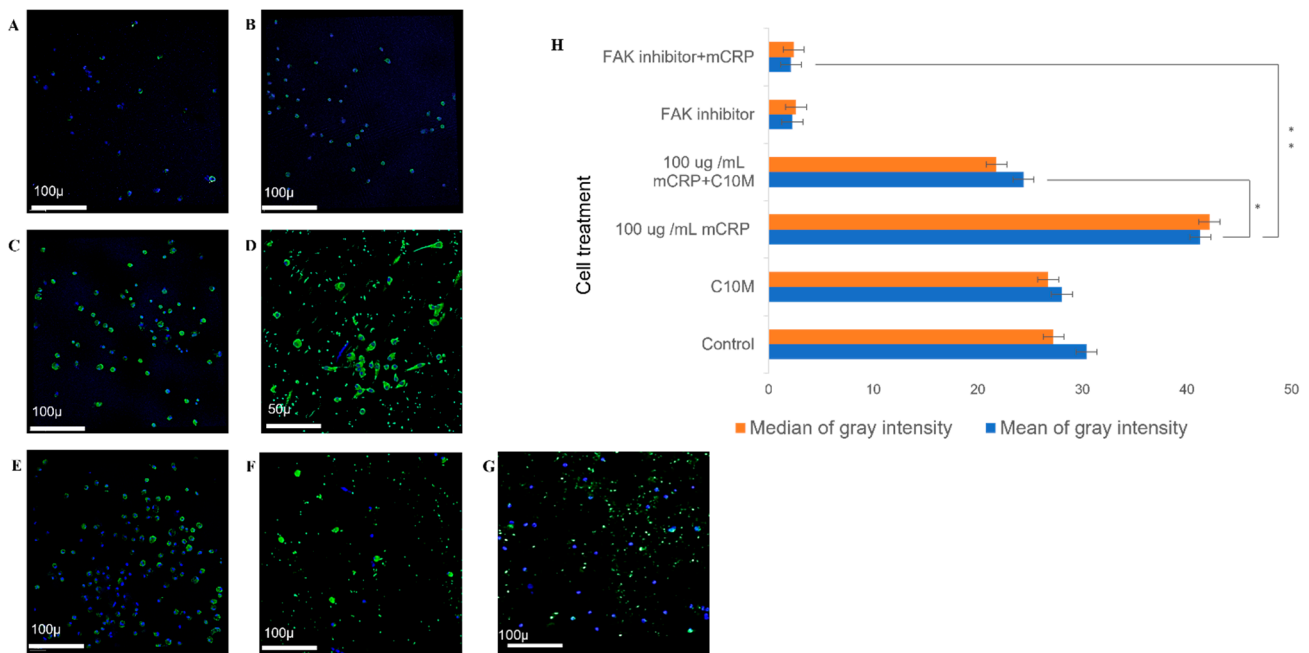 A
100µ
B
100µ
C
100µ
D
50µ
E
100µ
F
100µ
G
100µ
H
Cell treatment
FAK inhibitor+mCRP
FAK inhibitor
100 ug /mL
mCRP+C10M
100 ug /mL mCRP
C10M
Control
*
*
*
0 10 20 30 40 50
Median of gray intensity Mean of gray intensity